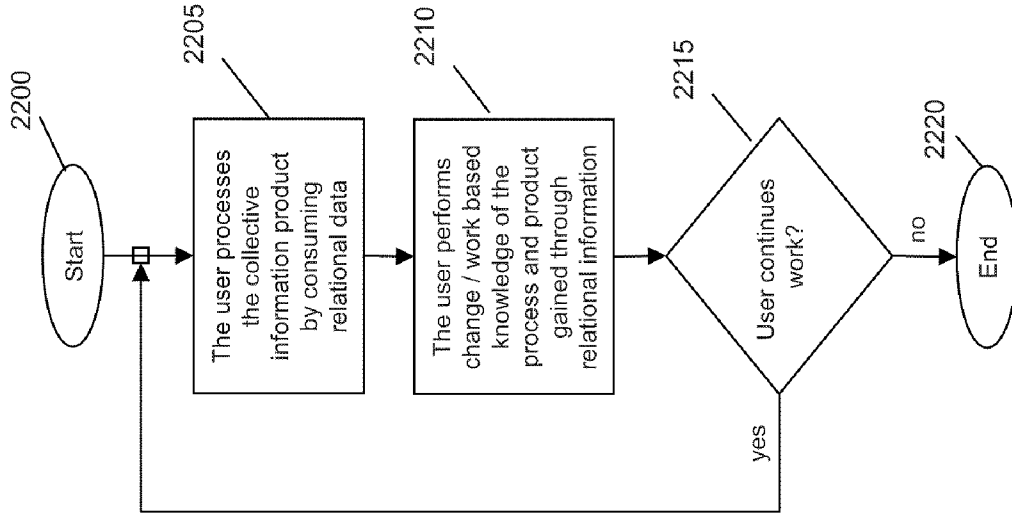 2200
Start
2205
The user processes
the collective
information product
by consuming
relational data
2210
The user performs
change / work based
knowledge of the
process and product
gained through
relational information
2215
User continues
work?
yes
no
2220
End